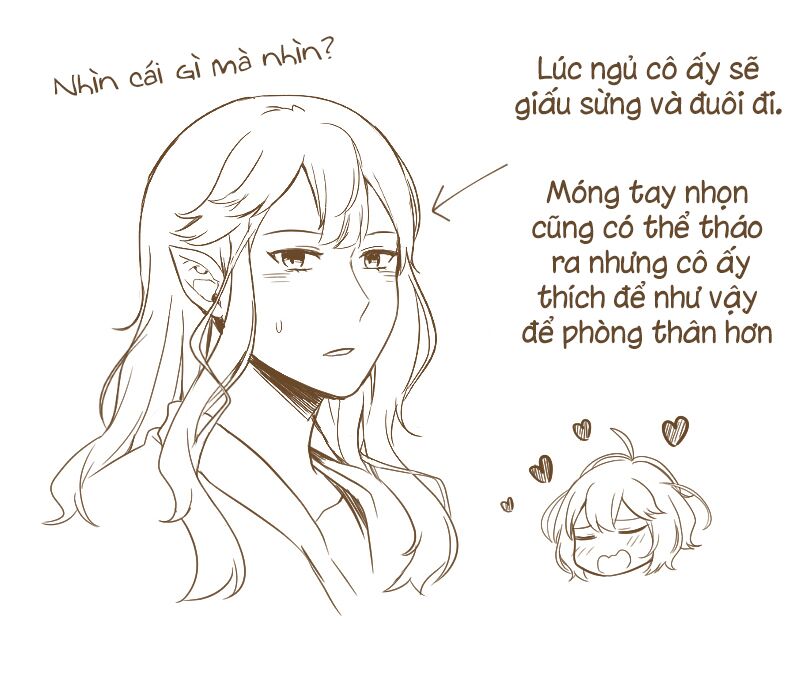 Nhìn cái gì mà nhìn?
Lúc ngủ cô ấy sẽ
giấu sừng và đuôi đi.
Móng tay nhọn
cũng có thể tháo
ra nhưng cô ấy
thích để như vậy
để phòng thân hơn